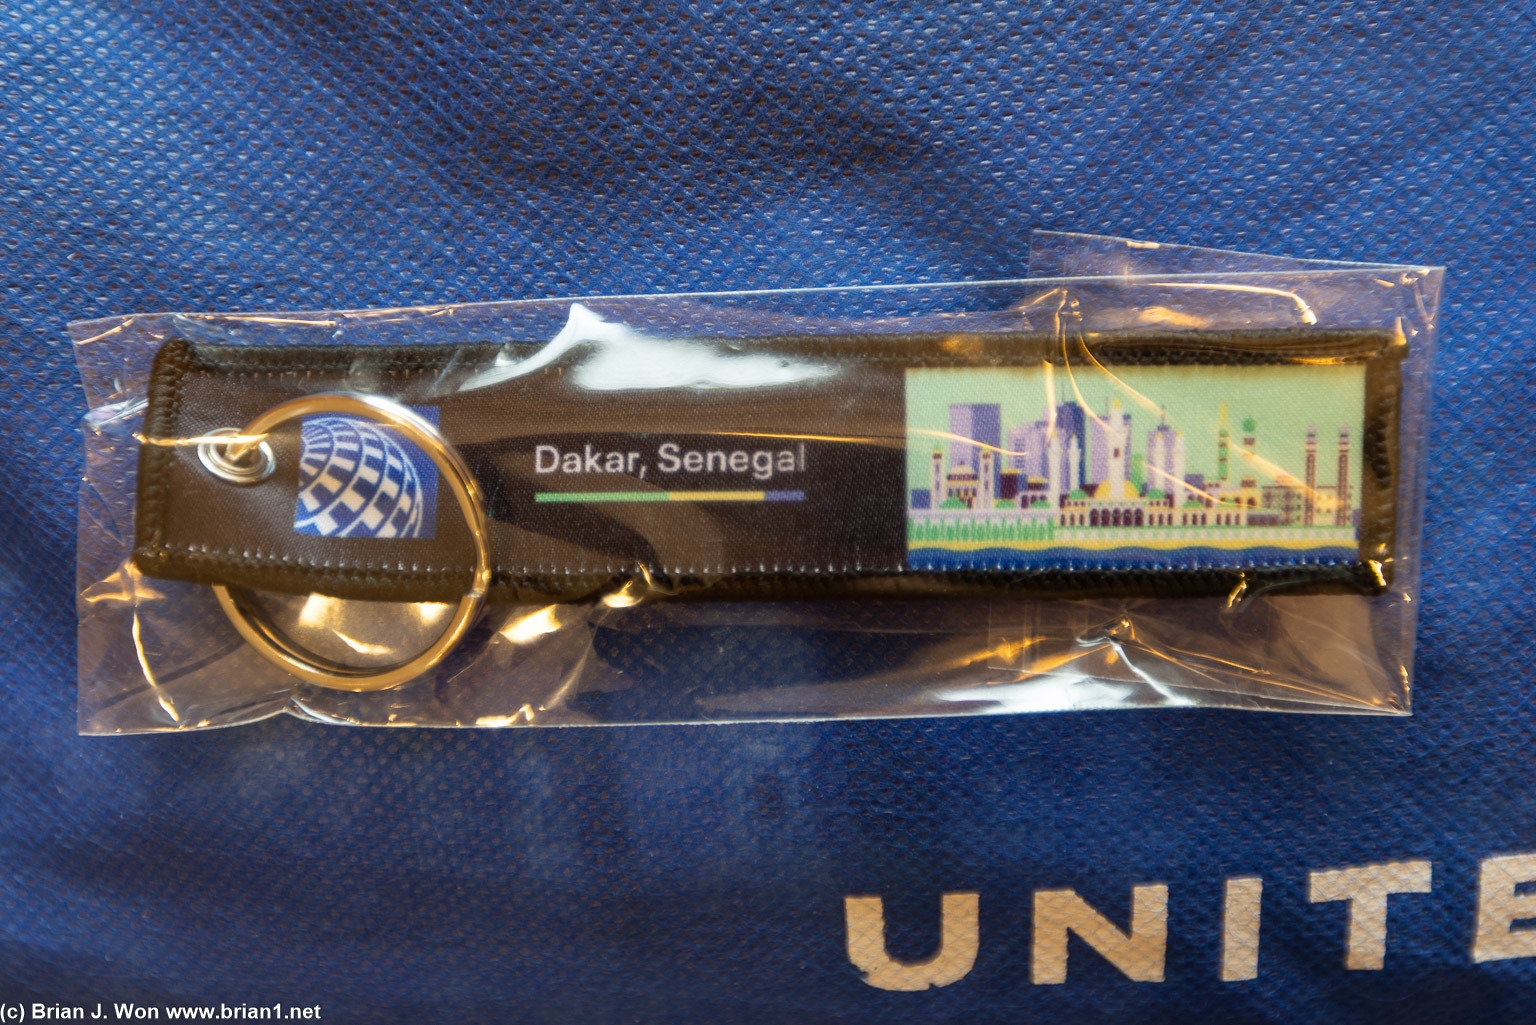 Dakar, Senegal
UNITE
(c) Brian J. Won www.brian1.net